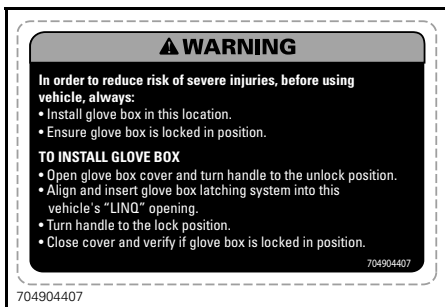 WARNING
In order to reduce risk of severe injuries, before using
vehicle, always:
• Install glove box in this location.
• Ensure glove box is locked in position.
TO INSTALL GLOVE BOX
• Open glove box cover and turn handle to the unlock position.
• Align and insert glove box latching system into this
vehicle's "LINQ" opening.
• Turn handle to the lock position.
• Close cover and verify if glove box is locked in position.
704904407
704904407